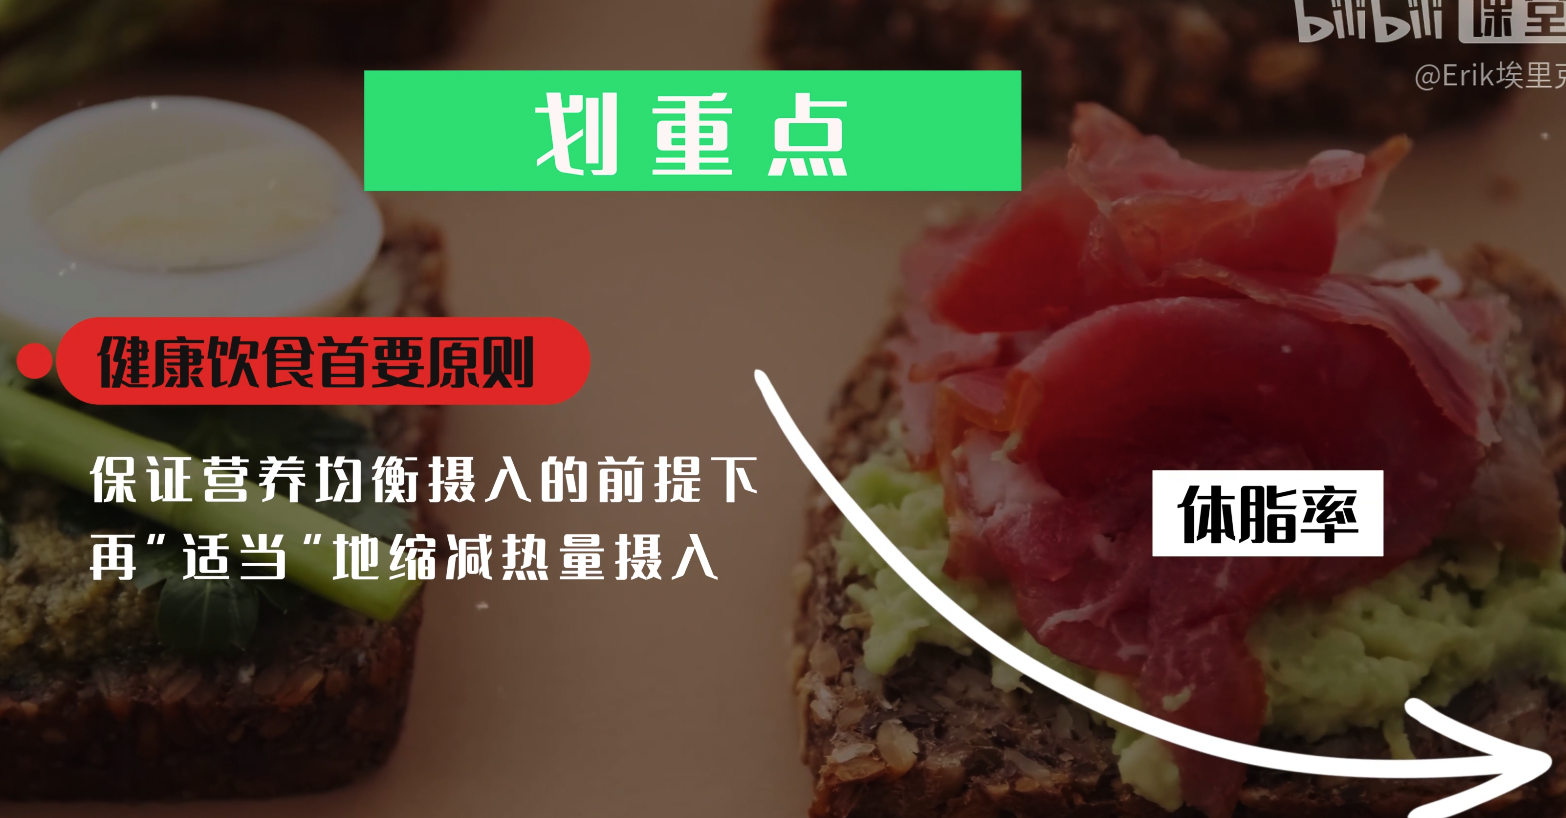 bilibili 课堂
@Erik埃里克
划重点
健康饮食首要原则
保证营养均衡摄入的前提下
再"适当"地缩减热量摄入
体脂率